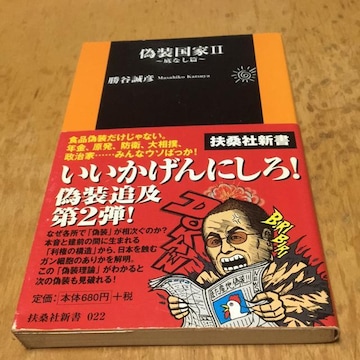 偽装国家II
～底なし篇～
勝谷誠彦
Masahiko Katsuya
食品偽装だけじゃない。
年金、原発、防衛、大相撲、
政治家……みんなウソばっか!
扶桑社新書
いいかげんにしろ!
偽装追及
第2弾!
なぜ各所で「偽装」が相次ぐのか?
本音と建前の間に生まれる
「利権の構造」から、日本を蝕む
ガン細胞のありかを解明。
この「偽装理論」がわかると
次の偽装も見破れる!
定価:本体680円+税
扶桑社新書 022